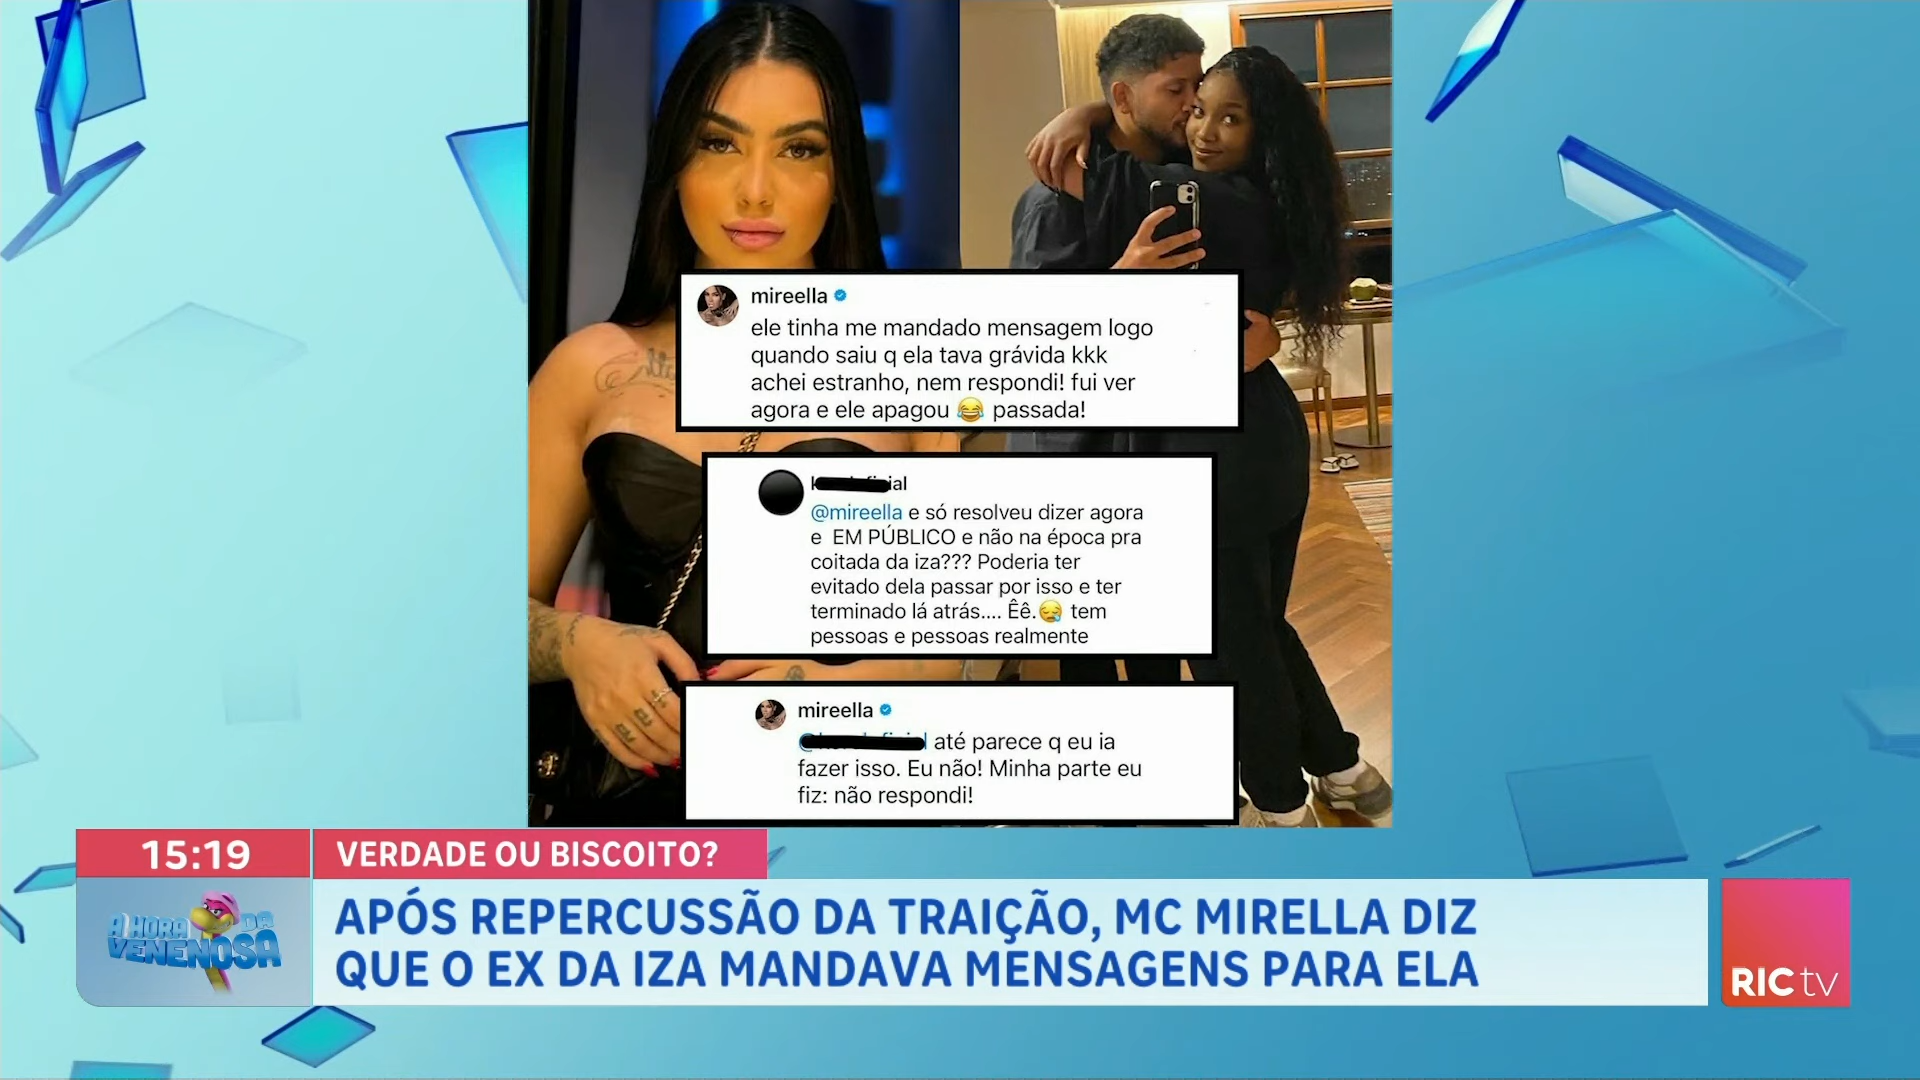 mireella
ele tinha me mandado mensagem logo
quando saiu q ela tava grávida kkk
achei estranho, nem respondi! fui ver
agora e ele apagou 😂 passada!
@mireella e só resolveu dizer agora
e EM PÚBLICO e não na época pra
coitada da iza??? Poderia ter
evitado dela passar por isso e ter
terminado lá atrás.... Êê.😪 tem
pessoas e pessoas realmente
mireella
até parece q eu ia
fazer isso. Eu não! Minha parte eu
fiz: não respondi!
15:19
VERDADE OU BISCOITO?
A HORA DA
VENENOSA
APÓS REPERCUSSÃO DA TRAIÇÃO, MC MIRELLA DIZ
QUE O EX DA IZA MANDAVA MENSAGENS PARA ELA
RIC tv